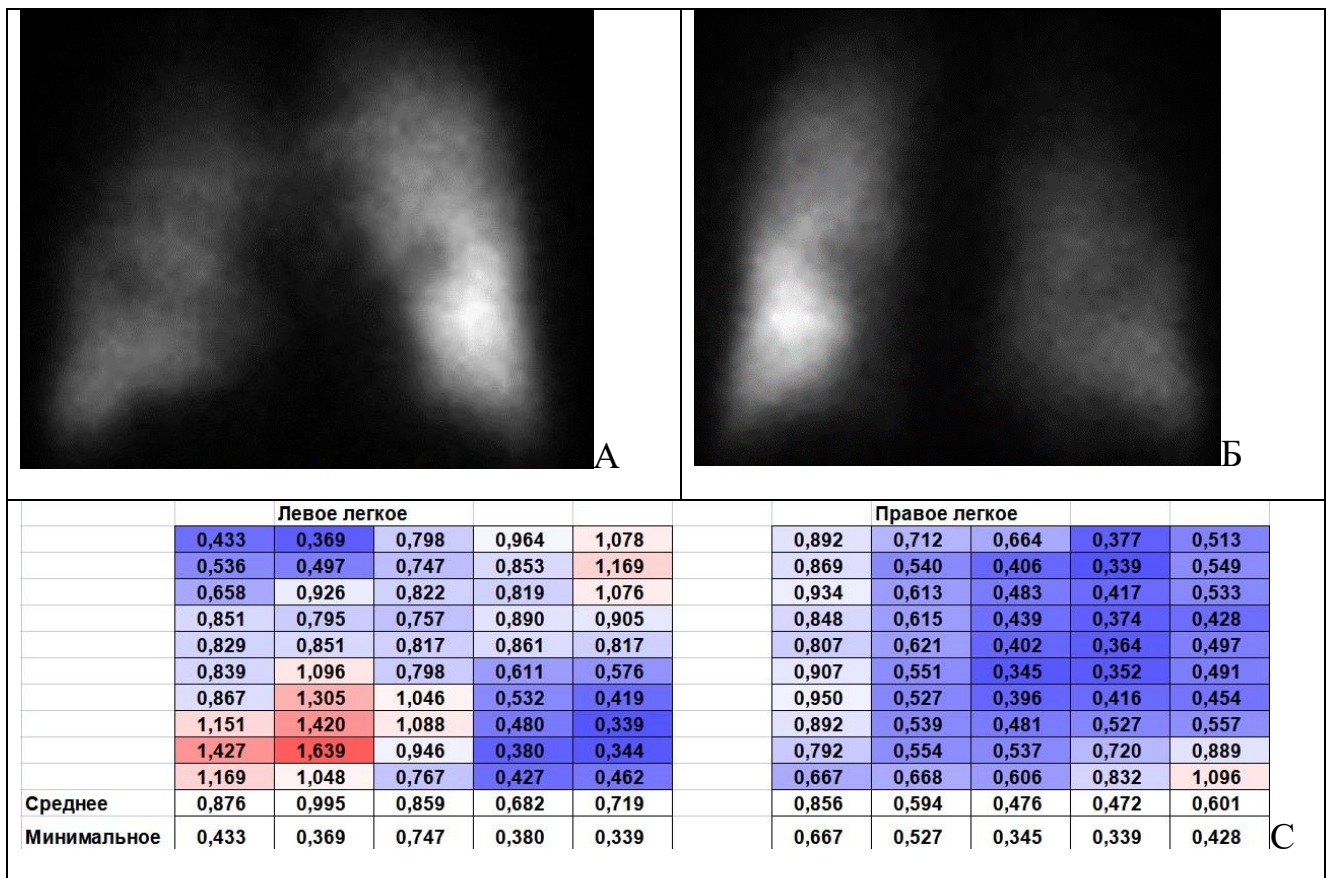 А
Б
Левое легкое Правое легкое
0,433 0,369 0,798 0,964 1,078 0,892 0,712 0,664 0,377 0,513
0,536 0,497 0,747 0,853 1,169 0,869 0,540 0,406 0,339 0,549
0,658 0,926 0,822 0,819 1,076 0,934 0,613 0,483 0,417 0,533
0,851 0,795 0,757 0,890 0,905 0,848 0,615 0,439 0,374 0,428
0,829 0,851 0,817 0,861 0,817 0,807 0,621 0,402 0,364 0,497
0,839 1,096 0,798 0,611 0,576 0,907 0,551 0,345 0,352 0,491
0,867 1,305 1,046 0,532 0,419 0,950 0,527 0,396 0,416 0,454
1,151 1,420 1,088 0,480 0,339 0,892 0,539 0,481 0,527 0,557
1,427 1,639 0,946 0,380 0,344 0,792 0,554 0,537 0,720 0,889
1,169 1,048 0,767 0,427 0,462 0,667 0,668 0,606 0,832 1,096
Среднее 0,876 0,995 0,859 0,682 0,719 0,856 0,594 0,476 0,472 0,601
Минимальное 0,433 0,369 0,747 0,380 0,339 0,667 0,527 0,345 0,339 0,428 С